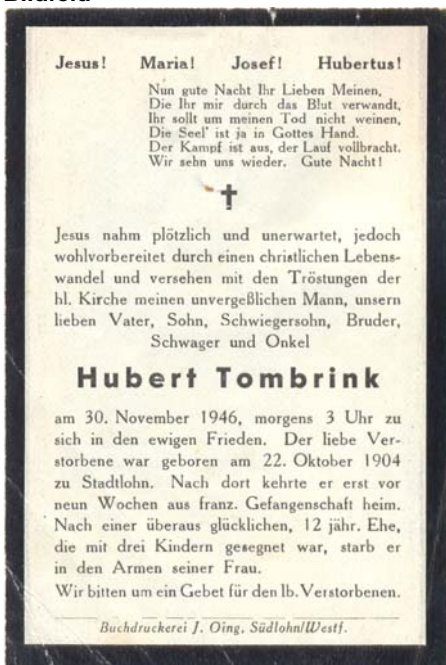 Jesus! Maria! Josef! Hubertus!
Nun gute Nacht Ihr Lieben Meinen,
Die Ihr mir durch das Blut verwandt,
Ihr sollt um meinen Tod nicht weinen,
Die Seel' ist ja in Gottes Hand.
Der Kampf ist aus, der Lauf vollbracht.
Wir sehn uns wieder. Gute Nacht!
Jesus nahm plötzlich und unerwartet, jedoch
wohlvorbereitet durch einen christlichen Lebens-
wandel und versehen mit den Tröstungen der
hl. Kirche meinen unvergeßlichen Mann, unsern
lieben Vater, Sohn, Schwiegersohn, Bruder,
Schwager und Onkel
Hubert Tombrink
am 30. November 1946, morgens 3 Uhr zu
sich in den ewigen Frieden. Der liebe Ver-
storbene war geboren am 22. Oktober 1904
zu Stadtlohn. Nach dort kehrte er erst vor
neun Wochen aus franz. Gefangenschaft heim.
Nach einer überaus glücklichen, 12 jähr. Ehe,
die mit drei Kindern gesegnet war, starb er
in den Armen seiner Frau.
Wir bitten um ein Gebet für den lb. Verstorbenen.
Buchdruckerei J. Oing, Südlohn/Westf.